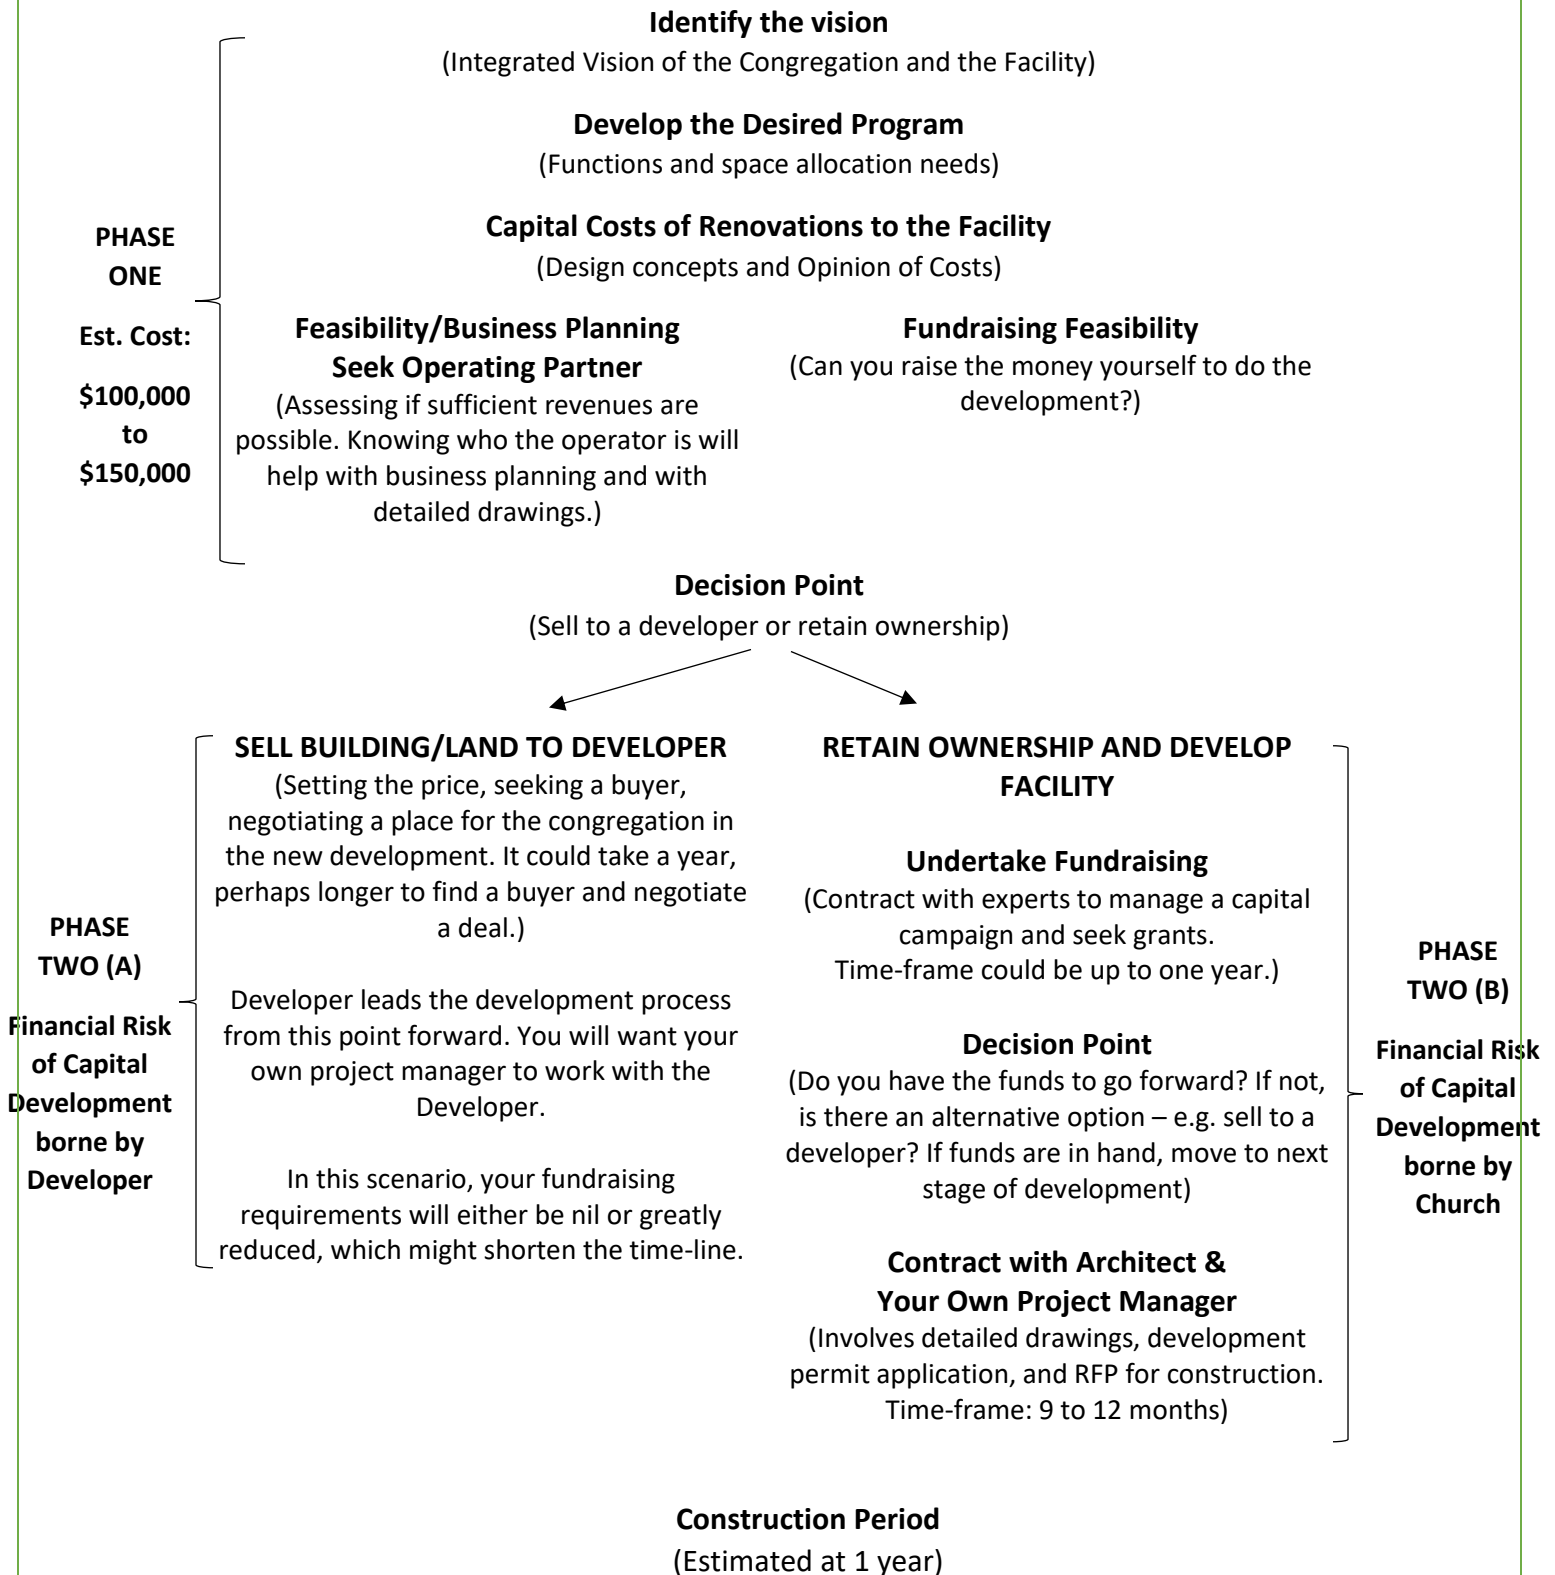 Identify the vision
(Integrated Vision of the Congregation and the Facility)
Develop the Desired Program
(Functions and space allocation needs)
Capital Costs of Renovations to the Facility
(Design concepts and Opinion of Costs)
PHASE
ONE
Est. Cost:
$100,000
to
$150,000
Feasibility/Business Planning
Seek Operating Partner
(Assessing if sufficient revenues are
possible. Knowing who the operator is will
help with business planning and with
detailed drawings.)
Fundraising Feasibility
(Can you raise the money yourself to do the
development?)
Decision Point
(Sell to a developer or retain ownership)
PHASE
TWO (A)
Financial Risk
of Capital
Development
borne by
Developer
SELL BUILDING/LAND TO DEVELOPER
(Setting the price, seeking a buyer,
negotiating a place for the congregation in
the new development. It could take a year,
perhaps longer to find a buyer and negotiate
a deal.)
Developer leads the development process
from this point forward. You will want your
own project manager to work with the
Developer.
In this scenario, your fundraising
requirements will either be nil or greatly
reduced, which might shorten the time-line.
RETAIN OWNERSHIP AND DEVELOP
FACILITY
Undertake Fundraising
(Contract with experts to manage a capital
campaign and seek grants.
Time-frame could be up to one year.)
Decision Point
(Do you have the funds to go forward? If not,
is there an alternative option – e.g. sell to a
developer? If funds are in hand, move to next
stage of development)
Contract with Architect &
Your Own Project Manager
(Involves detailed drawings, development
permit application, and RFP for construction.
Time-frame: 9 to 12 months)
PHASE
TWO (B)
Financial Risk
of Capital
Development
borne by
Church
Construction Period
(Estimated at 1 year)